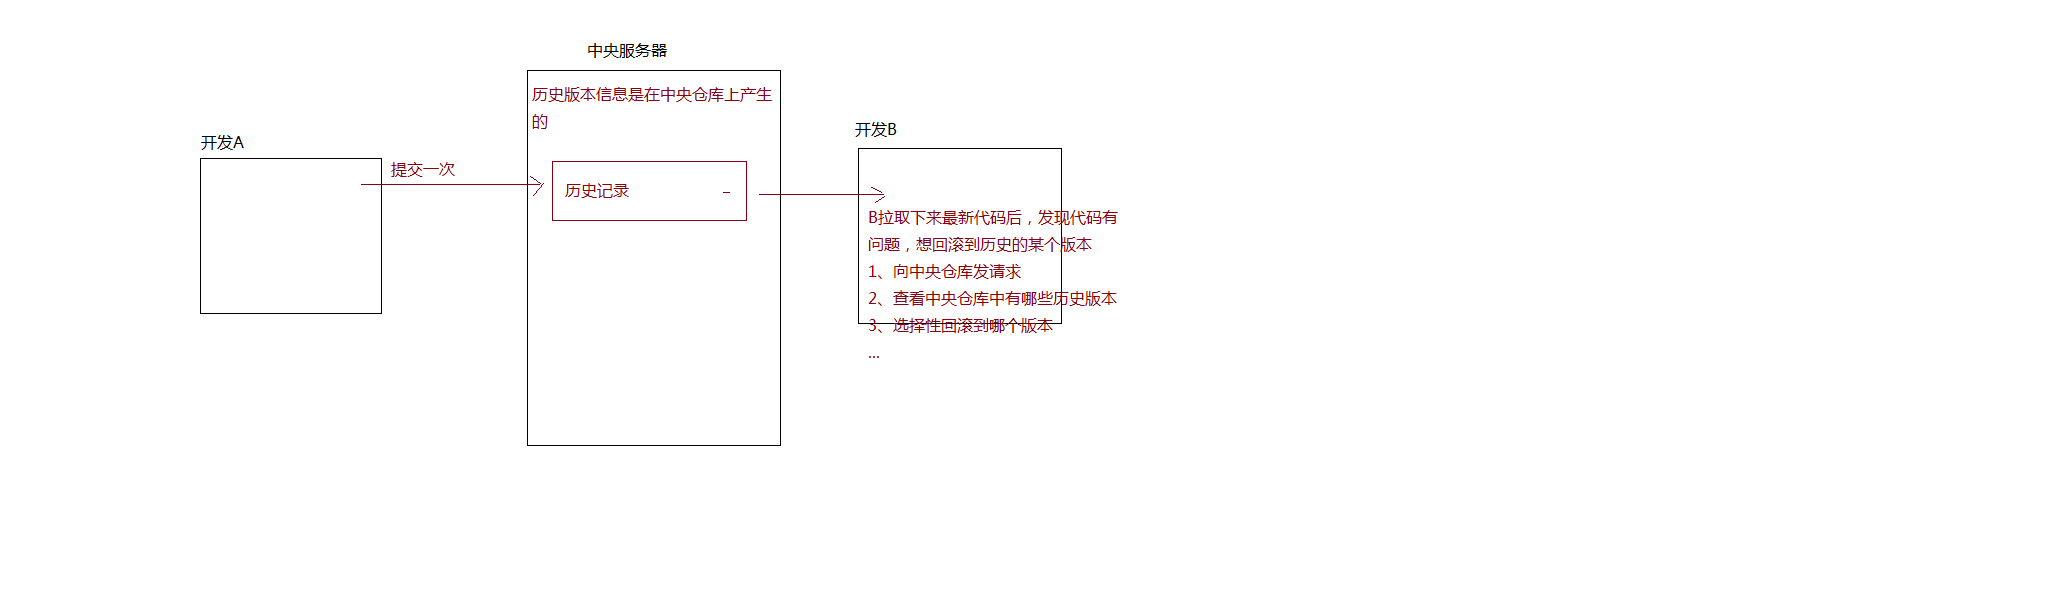 中央服务器
历史版本信息是在中央仓库上产生
的
开发A
提交一次
历史记录
开发B
B拉取下来最新代码后，发现代码有
问题，想回滚到历史的某个版本
1、向中央仓库发请求
2、查看中央仓库中有哪些历史版本
3、选择性回滚到哪个版本
...